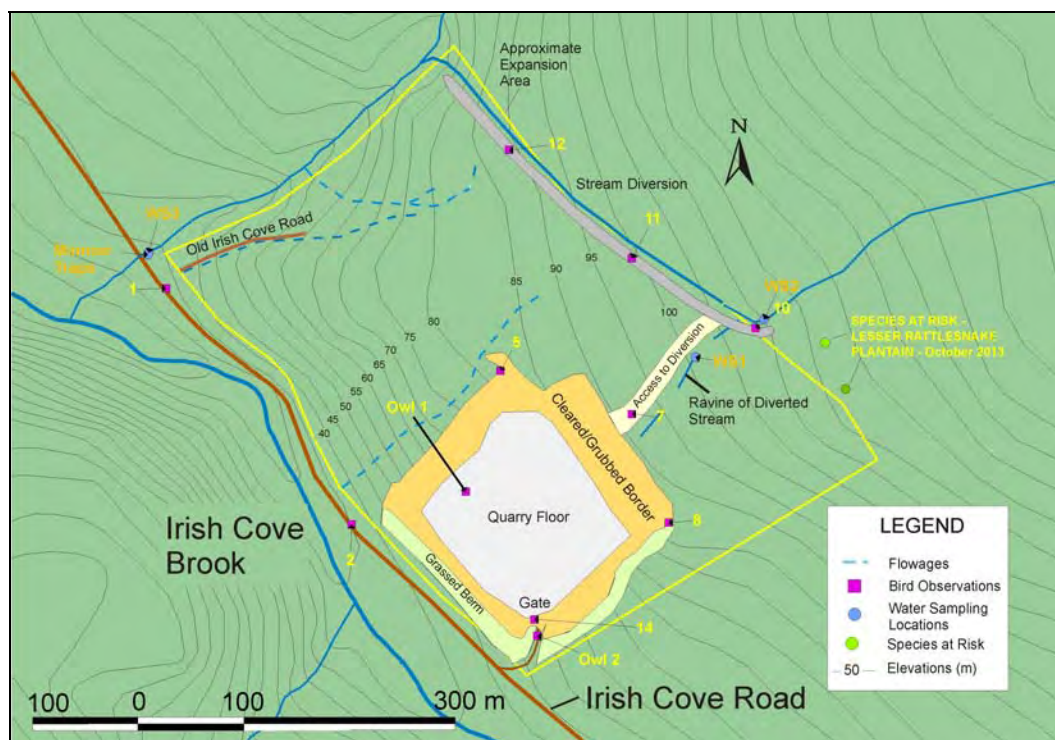 Approximate
Expansion
Area
N
12
Stream Diversion
11
WS3
Old Irish Cove Road
Minnow
Traps
1
95
90
85
80
75
70
65
60
55
50
45
40
100
WS2
10
SPECIES AT RISK -
LESSER RATTLESNAKE
PLANTAIN - October 2013
5
WS1
Access to Diversion
Ravine of Diverted
Stream
7
Owl 1
Cleared/Grubbed Border
Quarry Floor
8
Irish Cove
Brook
2
Grassed Berm
Gate
14
Owl 2
Irish Cove Road
LEGEND
Flowages
Bird Observations
Water Sampling
Locations
Species at Risk
50 Elevations (m)
100 0 100 300 m